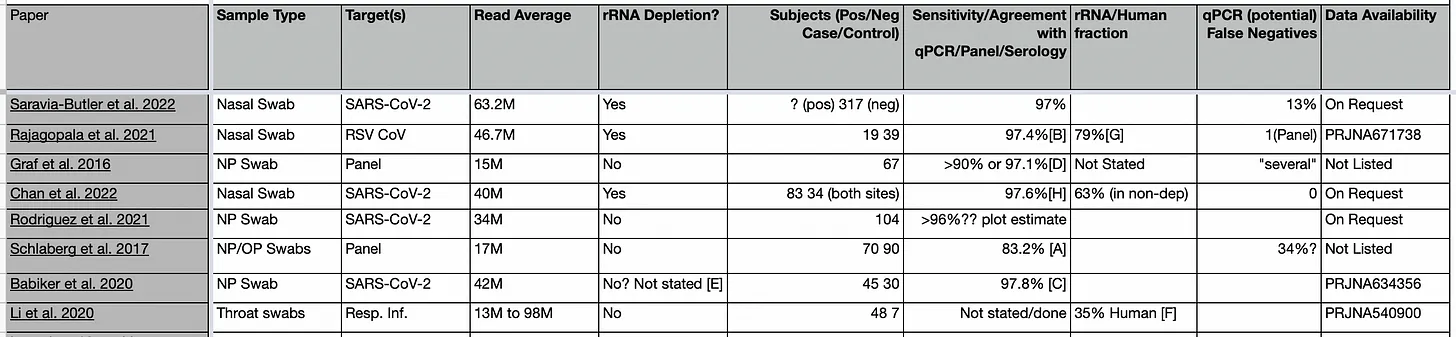 Paper Sample Type Target(s) Read Average rRNA Depletion? Subjects (Pos/Neg Case/Control) Sensitivity/Agreement with qPCR/Panel/Serology rRNA/Human fraction qPCR (potential) False Negatives Data Availability
Saravia-Butler et al. 2022 Nasal Swab SARS-CoV-2 63.2M Yes ? (pos) 317 (neg) 97% 13% On Request
Rajagopala et al. 2021 Nasal Swab RSV CoV 46.7M Yes 19 39 97.4%[B] 79%[G] 1(Panel) PRJNA671738
Graf et al. 2016 NP Swab Panel 15M No 67 >90% or 97.1%[D] Not Stated "several" Not Listed
Chan et al. 2022 Nasal Swab SARS-CoV-2 40M Yes 83 34 (both sites) 97.6%[H] 63% (in non-dep) 0 On Request
Rodriguez et al. 2021 NP Swab SARS-CoV-2 34M No 104 >96%?? plot estimate On Request
Schlaberg et al. 2017 NP/OP Swabs Panel 17M No 70 90 83.2% [A] 34%? Not Listed
Babiker et al. 2020 NP Swab SARS-CoV-2 42M No? Not stated [E] 45 30 97.8% [C] PRJNA634356
Li et al. 2020 Throat swabs Resp. Inf. 13M to 98M No 48 7 Not stated/done 35% Human [F] PRJNA540900